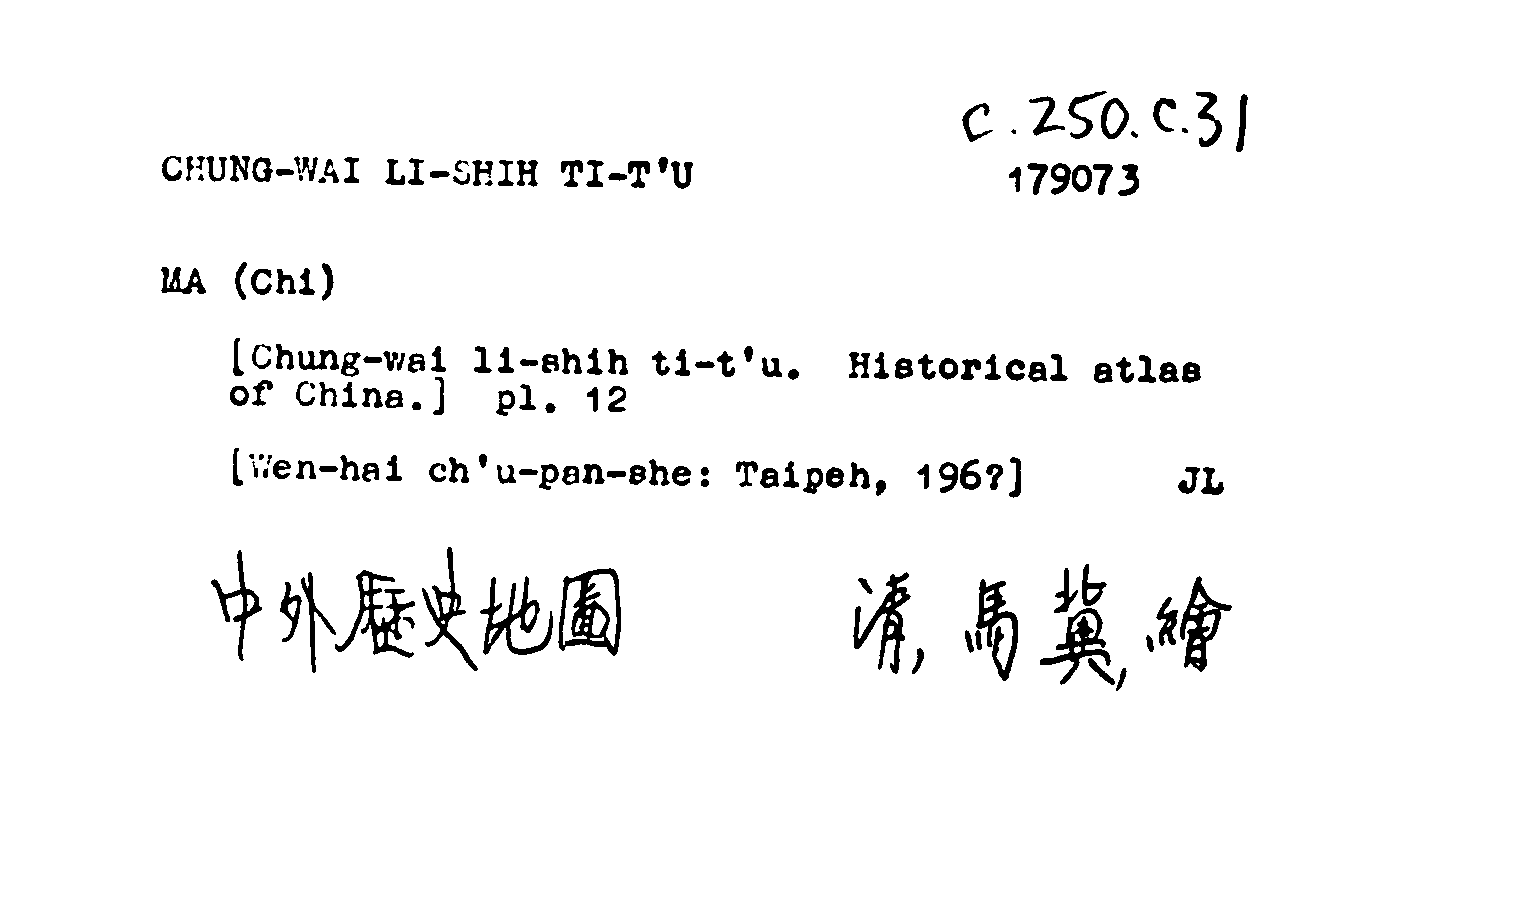 C.250.C.31
CHUNG-WAI LI-SHIH TI-T'U
179073
MA (Chi)
[Chung-wai li-shih ti-t'u. Historical atlas
of China.] pl. 12
[Wen-hai ch'u-pan-she: Taipeh, 196?] JL
中外歷史地圖 清,馬冀,繪